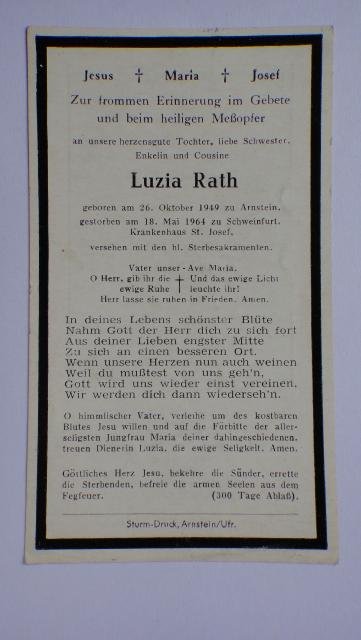 Jesus † Maria † Josef
Zur frommen Erinnerung im Gebete
und beim heiligen Meßopfer
an unsere herzensgute Tochter, liebe Schwester,
Enkelin und Cousine
Luzia Rath
geboren am 26. Oktober 1949 zu Arnstein.
gestorben am 18. Mai 1964 zu Schweinfurt.
Krankenhaus St. Josef,
versehen mit den hl. Sterbesakramenten.
Vater unser - Ave Maria.
O Herr, gib ihr die † Und das ewige Licht
ewige Ruhe leuchte ihr!
Herr lasse sie ruhen in Frieden. Amen.
In deines Lebens schönster Blüte
Nahm Gott der Herr dich zu sich fort
Aus deiner Lieben engster Mitte
Zu sich an einen besseren Ort.
Wenn unsere Herzen nun auch weinen
Weil du mußtest von uns geh'n,
Gott wird uns wieder einst vereinen,
Wir werden dich dann wiederseh'n.
O himmlischer Vater, verleihe um des kostbaren
Blutes Jesu willen und auf die Fürbitte der aller-
seligsten Jungfrau Maria deiner dahingeschiedenen,
treuen Dienerin Luzia, die ewige Seligkeit. Amen.
Göttliches Herz Jesu, bekehre die Sünder, errette
die Sterbenden, befreie die armen Seelen aus dem
Fegfeuer. (300 Tage Ablaß).
Sturm-Druck, Arnstein/Ufr.